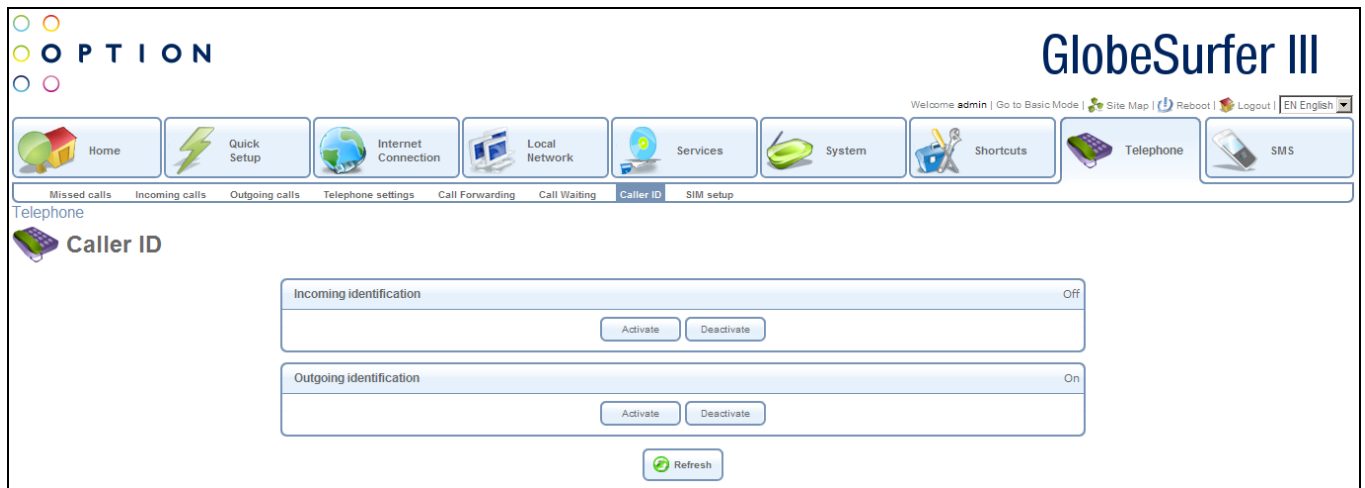 OPTION
GlobeSurfer III
Welcome admin | Go to Basic Mode | Site Map | Reboot | Logout | EN English
Home
Quick Setup
Internet Connection
Local Network
Services
System
Shortcuts
Telephone
SMS
Missed calls Incoming calls Outgoing calls Telephone settings Call Forwarding Call Waiting Caller ID SIM setup
Telephone
Caller ID
Incoming identification Off
Activate Deactivate
Outgoing identification On
Activate Deactivate
Refresh